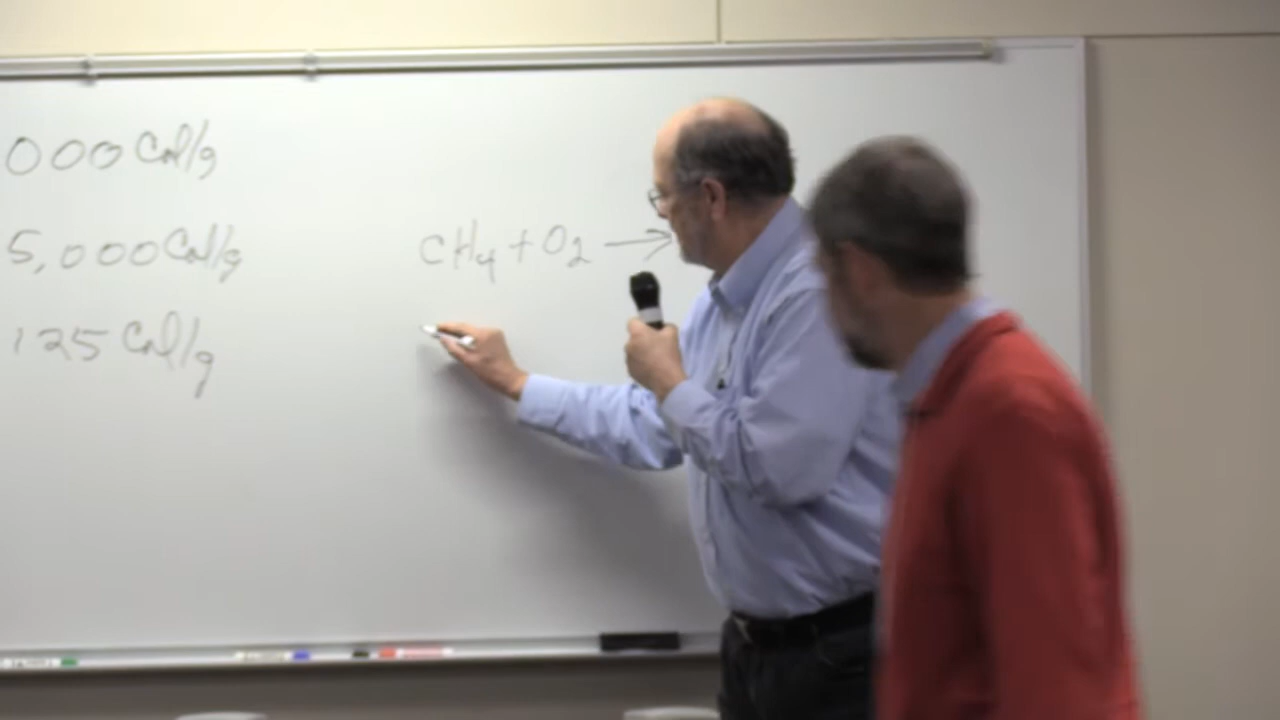 000 Cal/g
5,000 Cal/g
125 Cal/g
CH4 + O2 →